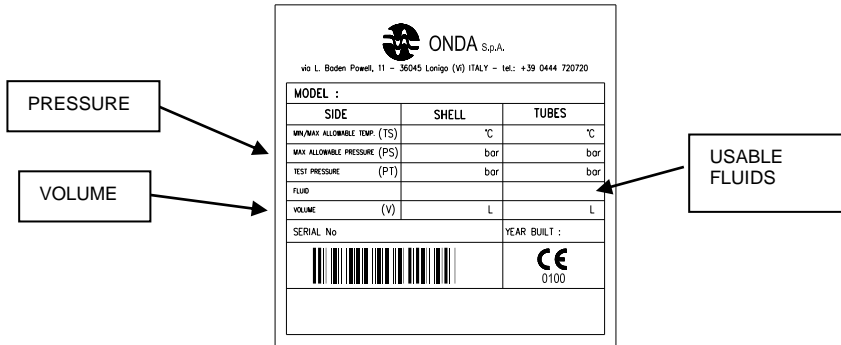 ONDA S.p.A.
via L. Baden Powell, 11 - 36045 Lonigo (Vi) ITALY - tel.: +39 0444 720720
MODEL :
SIDE SHELL TUBES
MIN/MAX ALLOWABLE TEMP. (TS) °C °C
PRESSURE
MAX ALLOWABLE PRESSURE (PS) bar bar
TEST PRESSURE (PT) bar bar
USABLE
FLUIDS
FLUID
VOLUME
VOLUME (V) L L
SERIAL No YEAR BUILT :
CE
0100